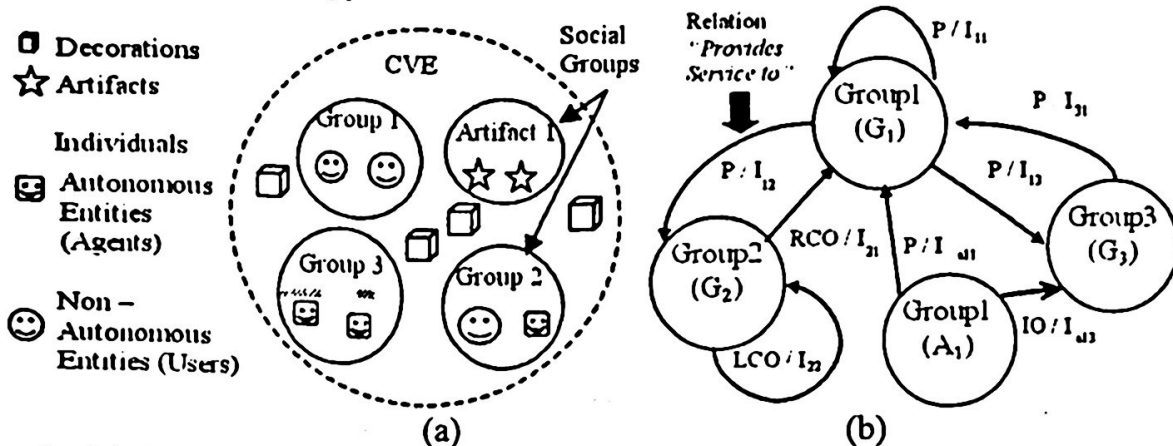 Decorations
Artifacts
Individuals
Autonomous
Entities
(Agents)
Non –
Autonomous
Entities (Users)
CVE
Social
Groups
Group 1
Artifact 1
Group 3
Group 2
(a)
Relation
"Provides
Service to"
P / I₁₁
Group1
(G₁)
P I₃₁
P / I₁₂
P / I₁₃
Group2
(G₂)
RCO / I₂₁
P / I
Group3
(G₃)
LCO / I₂₂
Group1
(A₁)
IO / I
(b)